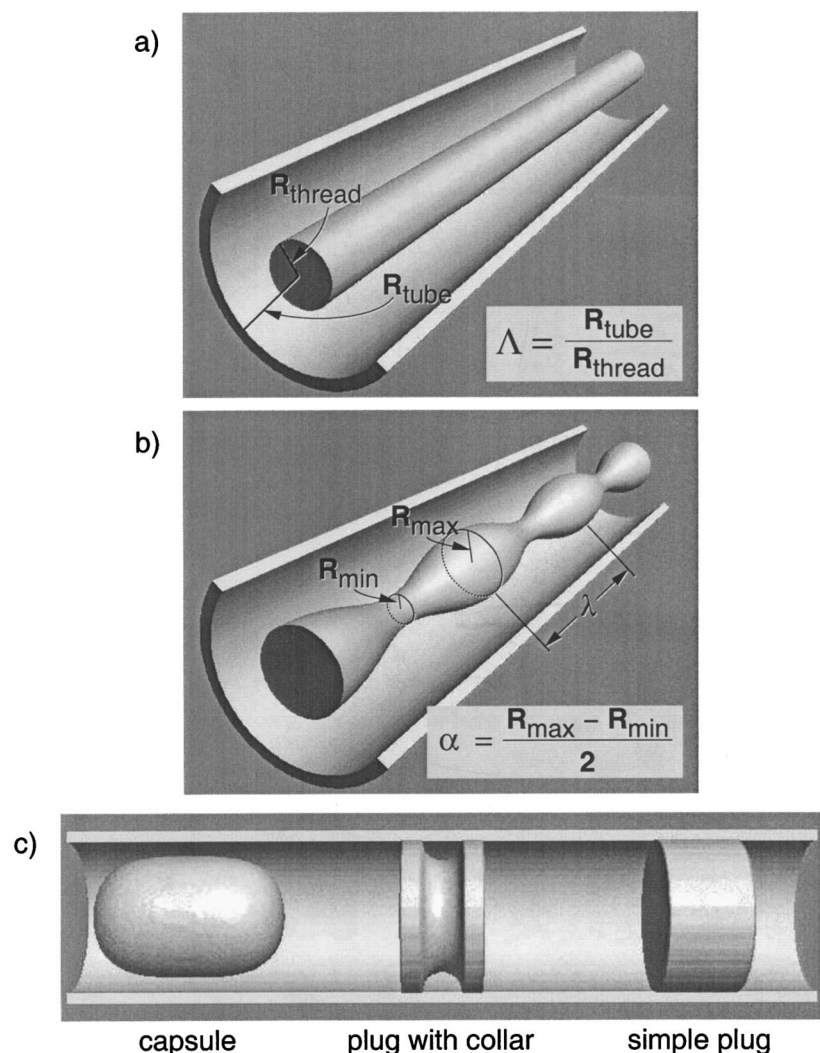 a)
R_thread
R_tube
Λ = R_tube / R_thread
b)
R_max
R_min
λ
α = R_max − R_min / 2
c)
capsule plug with collar simple plug